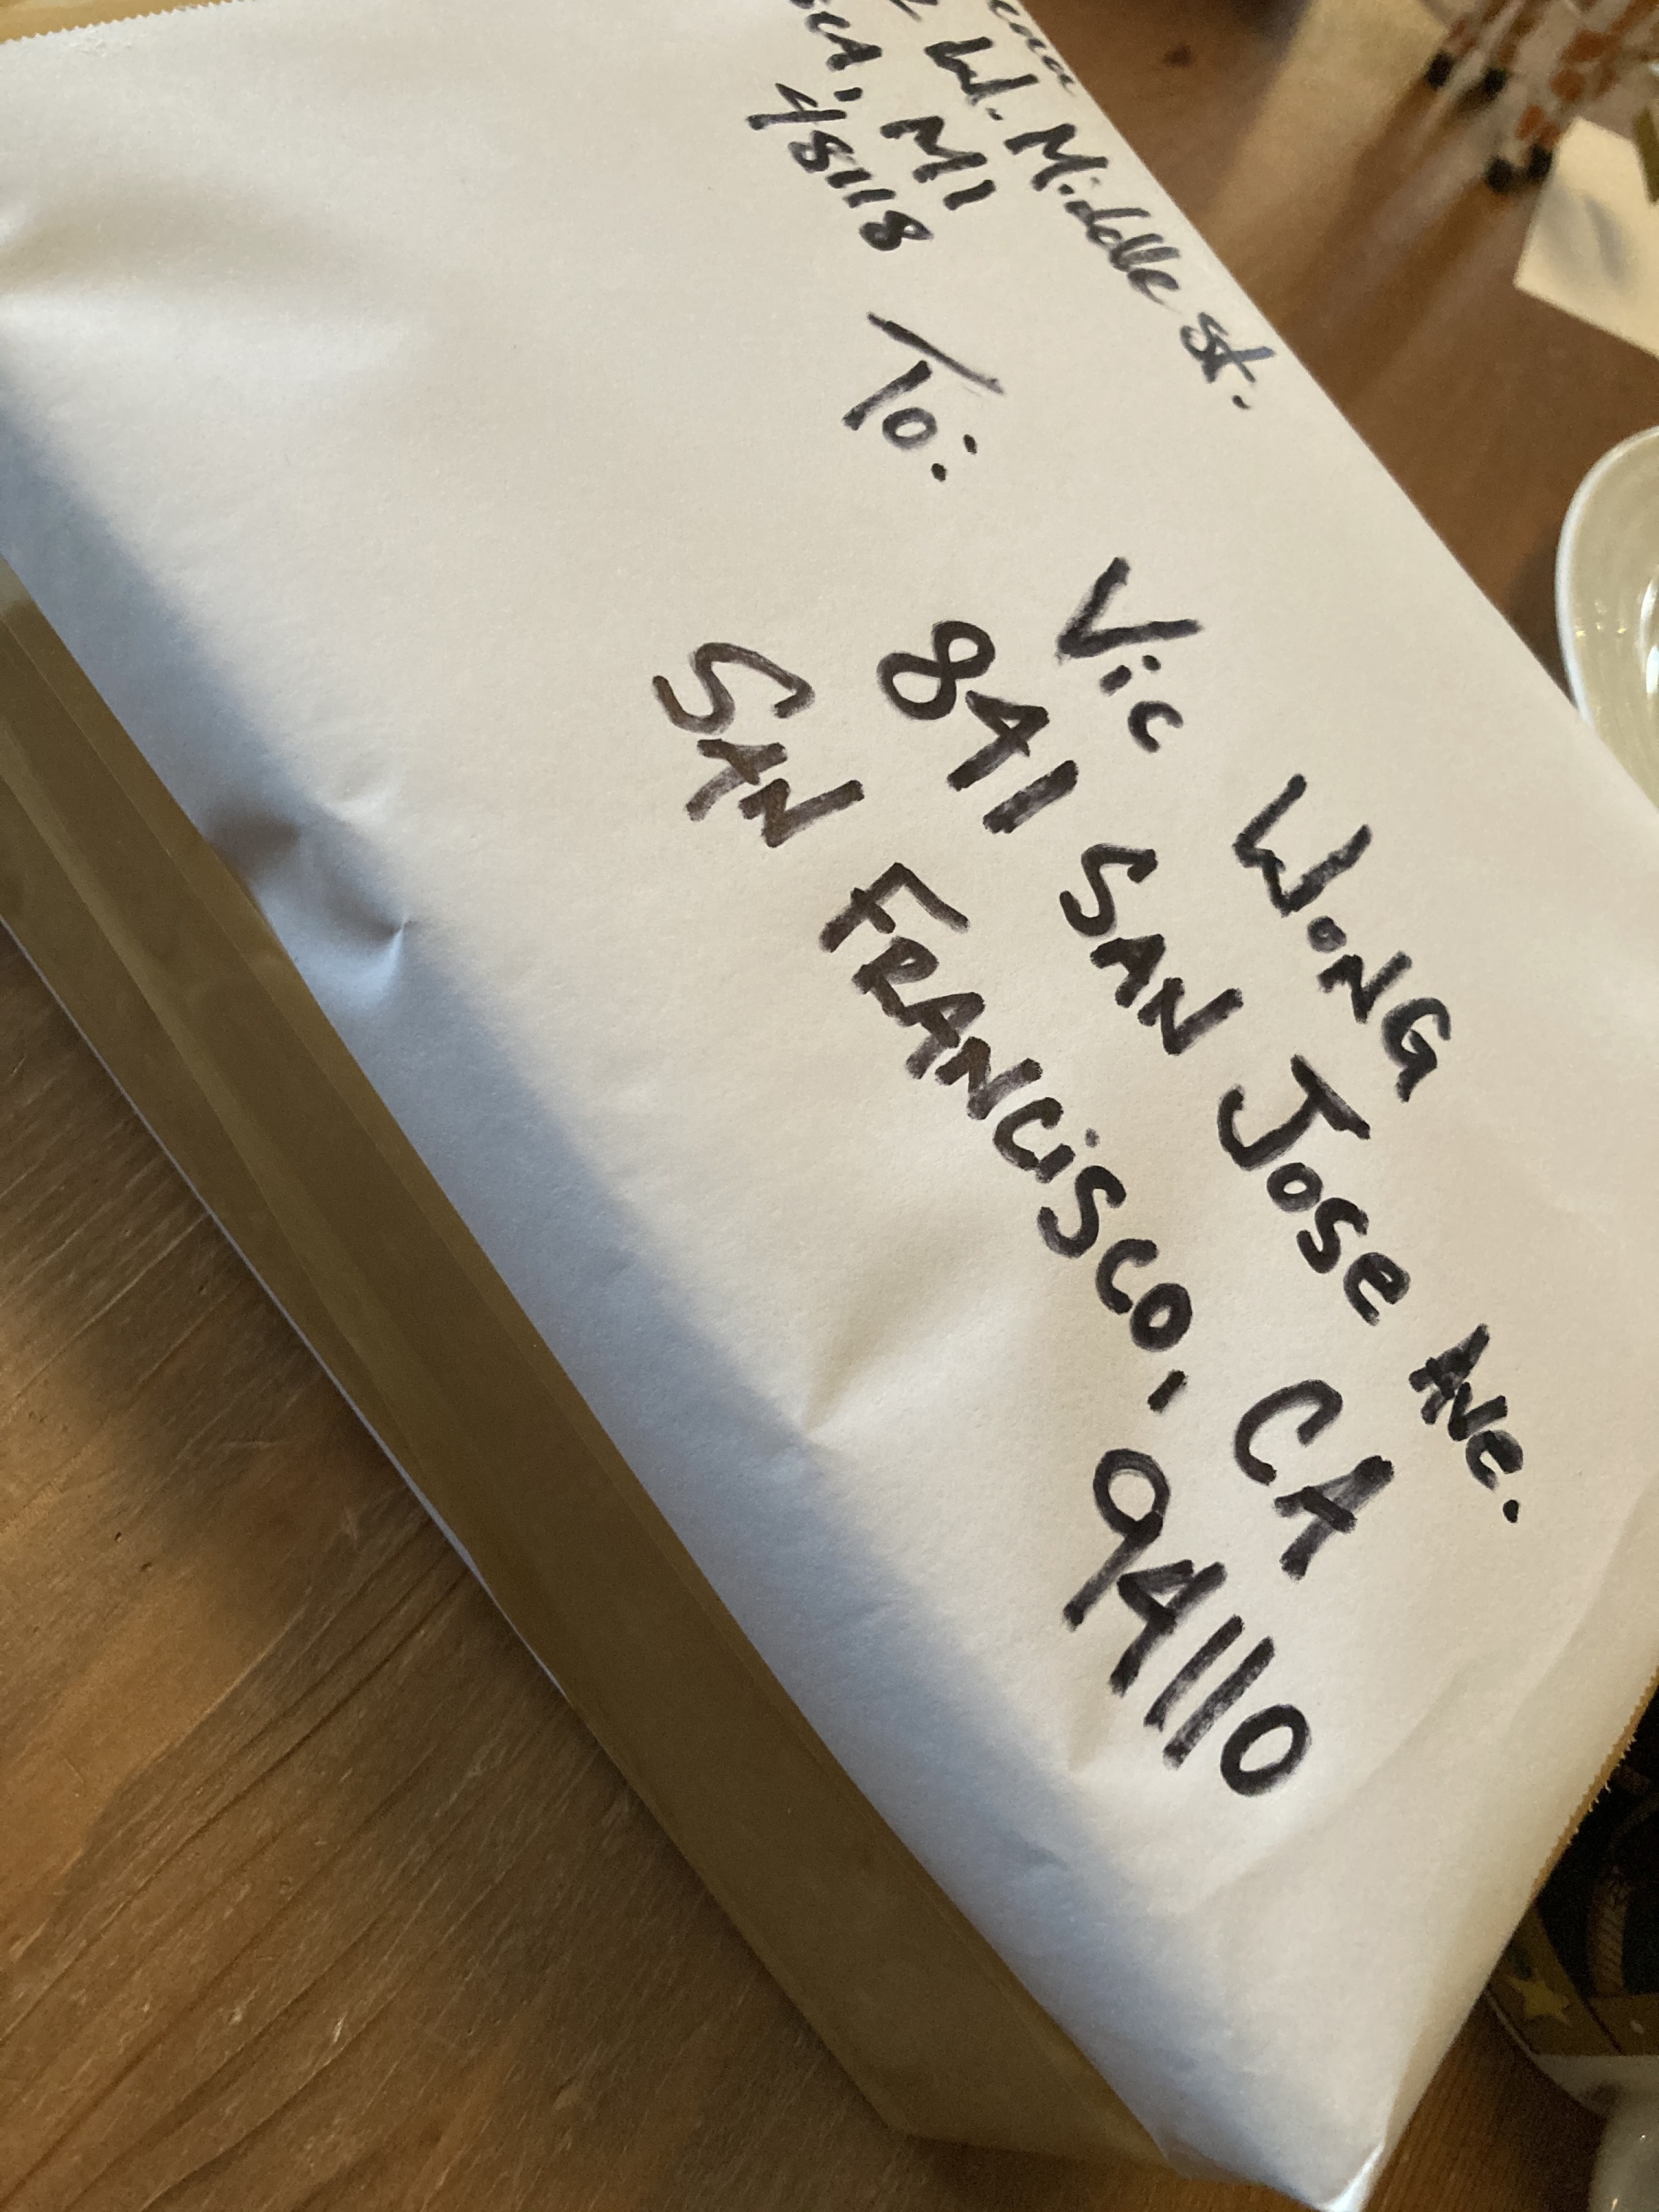 W. Middle St.
MI
48118
To:
Vic WoNG
841 SAN Jose Ave.
SAN FRANCiSCO, CA
94110